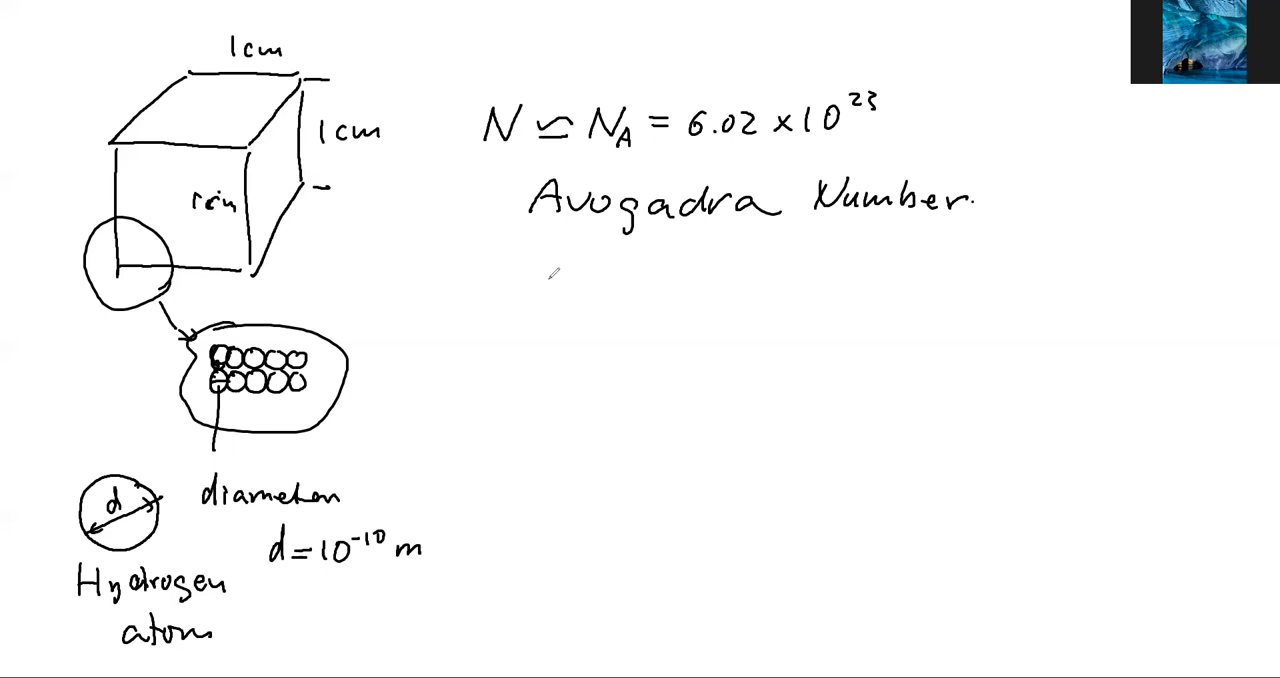 1cm
1cm
1cm
N ≃ N_A = 6.02 × 10^23
Avogadra Number.
d
diameter
d = 10^-10 m
Hydrogen
atom